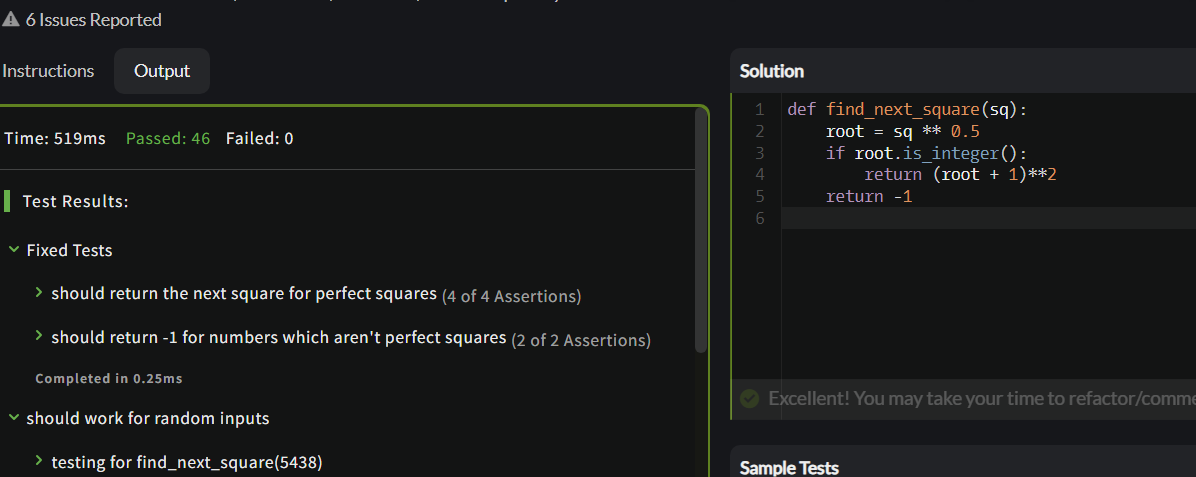 6 Issues Reported
Instructions
Output
Time: 519ms Passed: 46 Failed: 0
Test Results:
Fixed Tests
should return the next square for perfect squares (4 of 4 Assertions)
should return -1 for numbers which aren't perfect squares (2 of 2 Assertions)
Completed in 0.25ms
should work for random inputs
testing for find_next_square(5438)
Solution
1 def find_next_square(sq):
2     root = sq ** 0.5
3     if root.is_integer():
4         return (root + 1)**2
5     return -1
6
Excellent! You may take your time to refactor/comme
Sample Tests